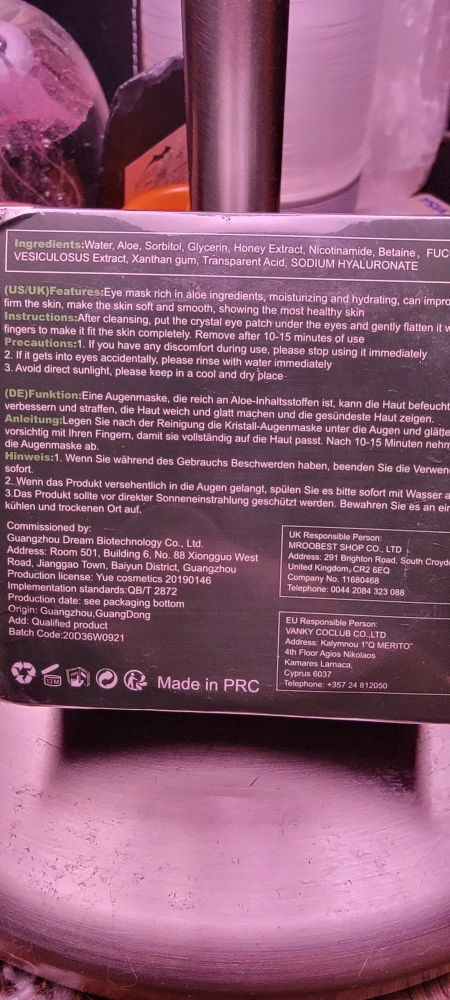 Ingredients:Water, Aloe, Sorbitol, Glycerin, Honey Extract, Nicotinamide, Betaine, FUC
VESICULOSUS Extract, Xanthan gum, Transparent Acid, SODIUM HYALURONATE
(US/UK)Features:Eye mask rich in aloe ingredients, moisturizing and hydrating, can impro
firm the skin, make the skin soft and smooth, showing the most healthy skin
Instructions:After cleansing, put the crystal eye patch under the eyes and gently flatten it w
fingers to make it fit the skin completely. Remove after 10-15 minutes of use
Precautions:1. If you have any discomfort during use, please stop using it immediately
2. If it gets into eyes accidentally, please rinse with water immediately
3. Avoid direct sunlight, please keep in a cool and dry place
(DE)Funktion:Eine Augenmaske, die reich an Aloe-Inhaltsstoffen ist, kann die Haut befeucht
verbessern und straffen, die Haut weich und glatt machen und die gesündeste Haut zeigen.
Anleitung:Legen Sie nach der Reinigung die Kristall-Augenmaske unter die Augen und glätte
vorsichtig mit Ihren Fingern, damit sie vollständig auf die Haut passt. Nach 10-15 Minuten nehm
die Augenmaske ab.
Hinweis:1. Wenn Sie während des Gebrauchs Beschwerden haben, beenden Sie die Verwen
sofort.
2. Wenn das Produkt versehentlich in die Augen gelangt, spülen Sie es bitte sofort mit Wasser a
3.Das Produkt sollte vor direkter Sonneneinstrahlung geschützt werden. Bewahren Sie es an ein
kühlen und trockenen Ort auf.
Commissioned by:
Guangzhou Dream Biotechnology Co., Ltd.
Address: Room 501, Building 6, No. 88 Xiongguo West
Road, Jianggao Town, Baiyun District, Guangzhou
Production license: Yue cosmetics 20190146
Implementation standards:QB/T 2872
Production date: see packaging bottom
Origin: Guangzhou,GuangDong
Add: Qualified product
Batch Code:20D36W0921
12M
Made in PRC
UK Responsible Person:
MROOBEST SHOP CO., LTD
Address: 291 Brighton Road, South Croyd
United Kingdom, CR2 6EQ
Company No. 11680468
Telephone: 0044 2084 323 088
EU Responsible Person:
VANKY COCLUB CO.,LTD
Address: Kalymnou 1"Q MERITO"
4th Floor Agios Nikolaos
Kamares Larnaca,
Cyprus 6037
Telephone: +357 24 812050